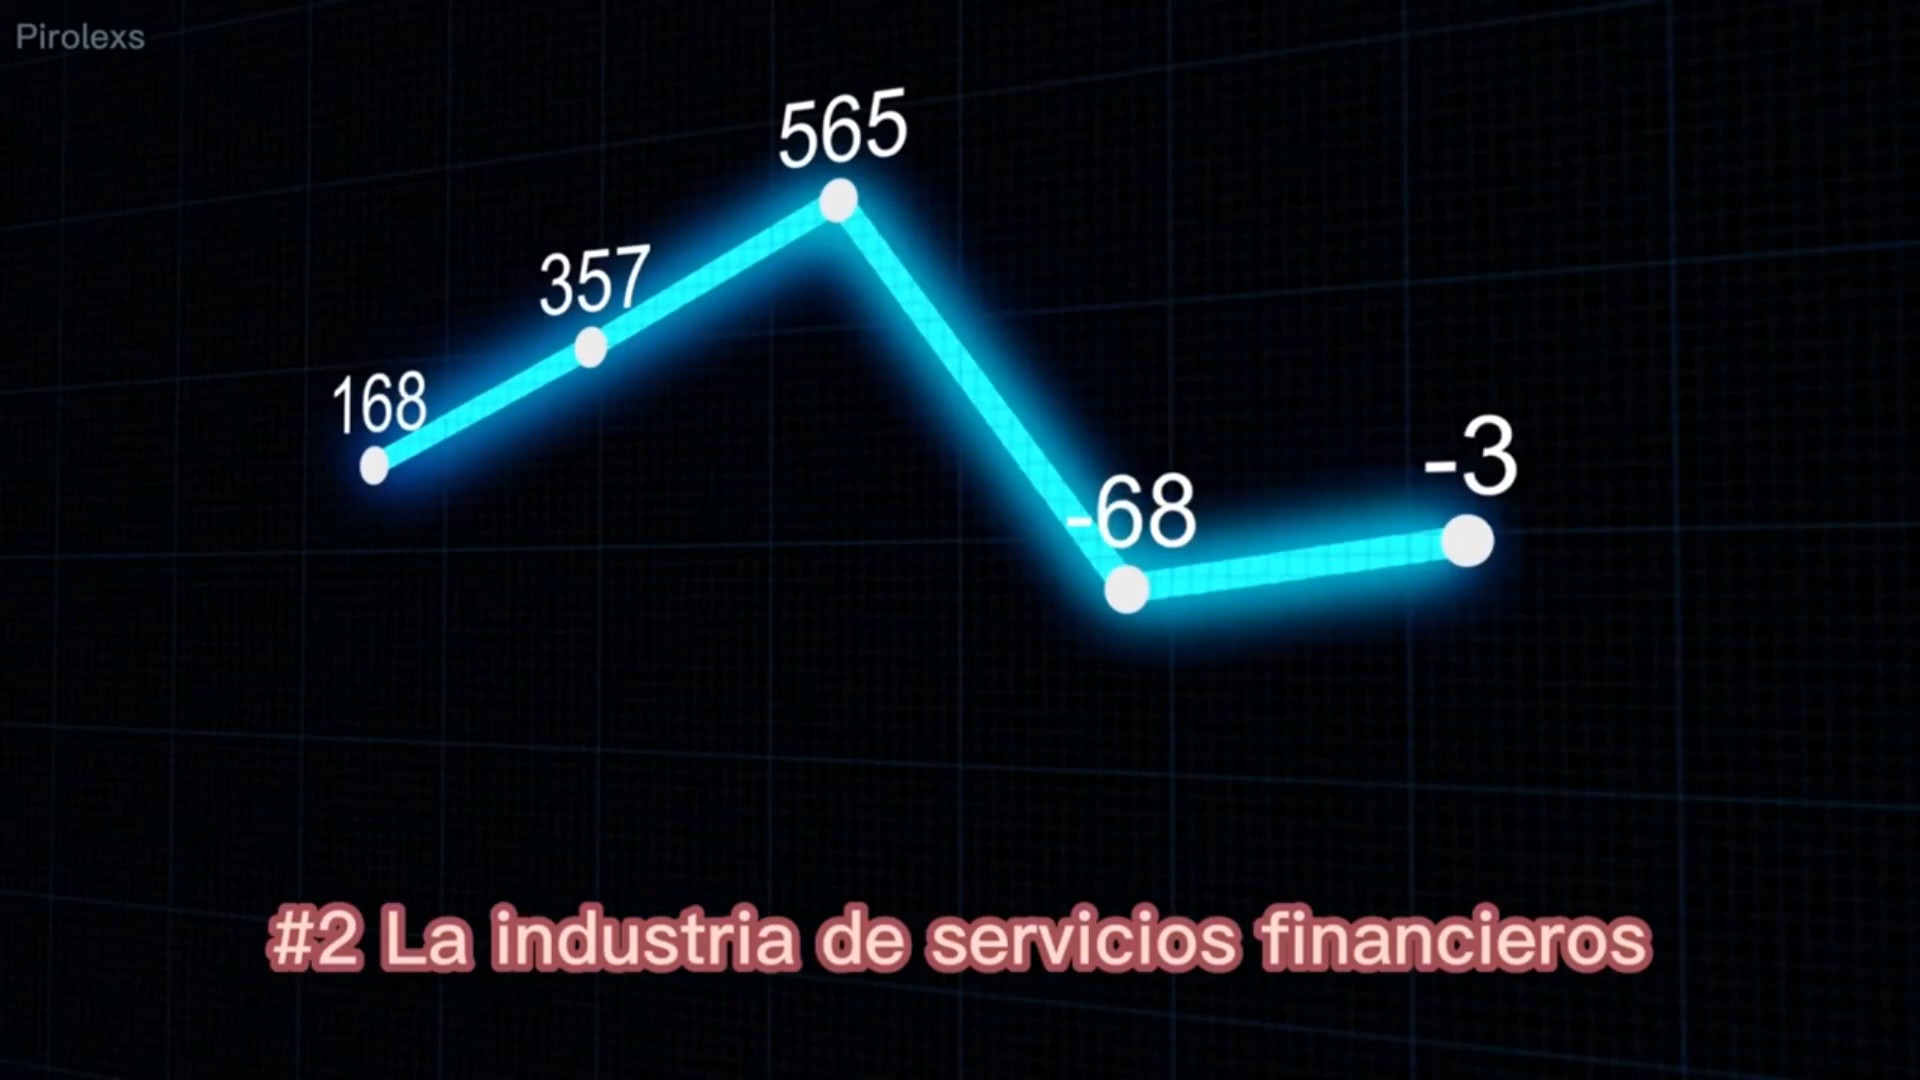 Pirolexs
565
357
168
-68
-3
#2 La industria de servicios financieros